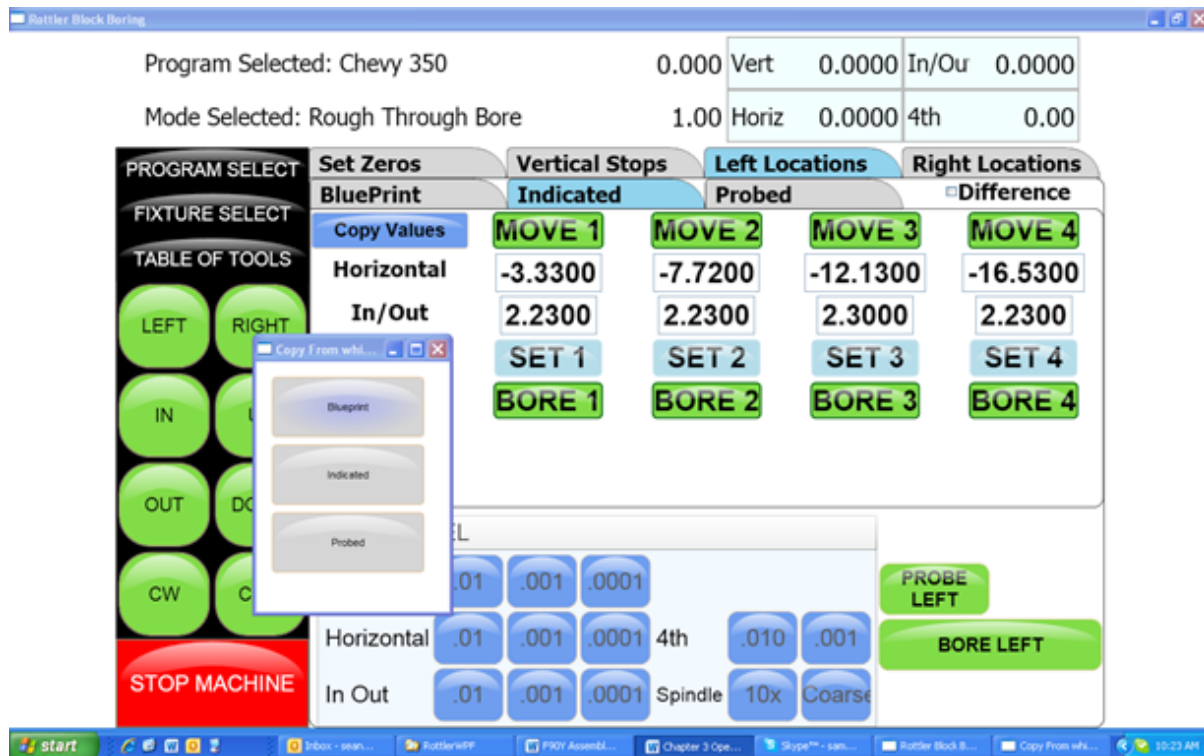 Rottler Block Boring
Program Selected: Chevy 350 0.000 Vert 0.0000 In/Our 0.0000
Mode Selected: Rough Through Bore 1.00 Horiz 0.0000 4th 0.00
PROGRAM SELECT
FIXTURE SELECT
TABLE OF TOOLS
Set Zeros Vertical Stops Left Locations Right Locations
BluePrint Indicated Probed Difference
Copy Values MOVE 1 MOVE 2 MOVE 3 MOVE 4
Horizontal -3.3300 -7.7200 -12.1300 -16.5300
In/Out 2.2300 2.2300 2.3000 2.2300
SET 1 SET 2 SET 3 SET 4
BORE 1 BORE 2 BORE 3 BORE 4
LEFT RIGHT
IN
OUT
CW
STOP MACHINE
Copy From whi...
Blueprint
Indicated
Probed
.01 .001 .0001
Horizontal .01 .001 .0001 4th .010 .001
In Out .01 .001 .0001 Spindle 10x Coarse
PROBE LEFT
BORE LEFT
start Inbox - sean... RottlerWPF P90Y Assembl... Chapter 3 Ope... Skype™ - sam... Rottler Block B... Copy From whi... 10:23 AM